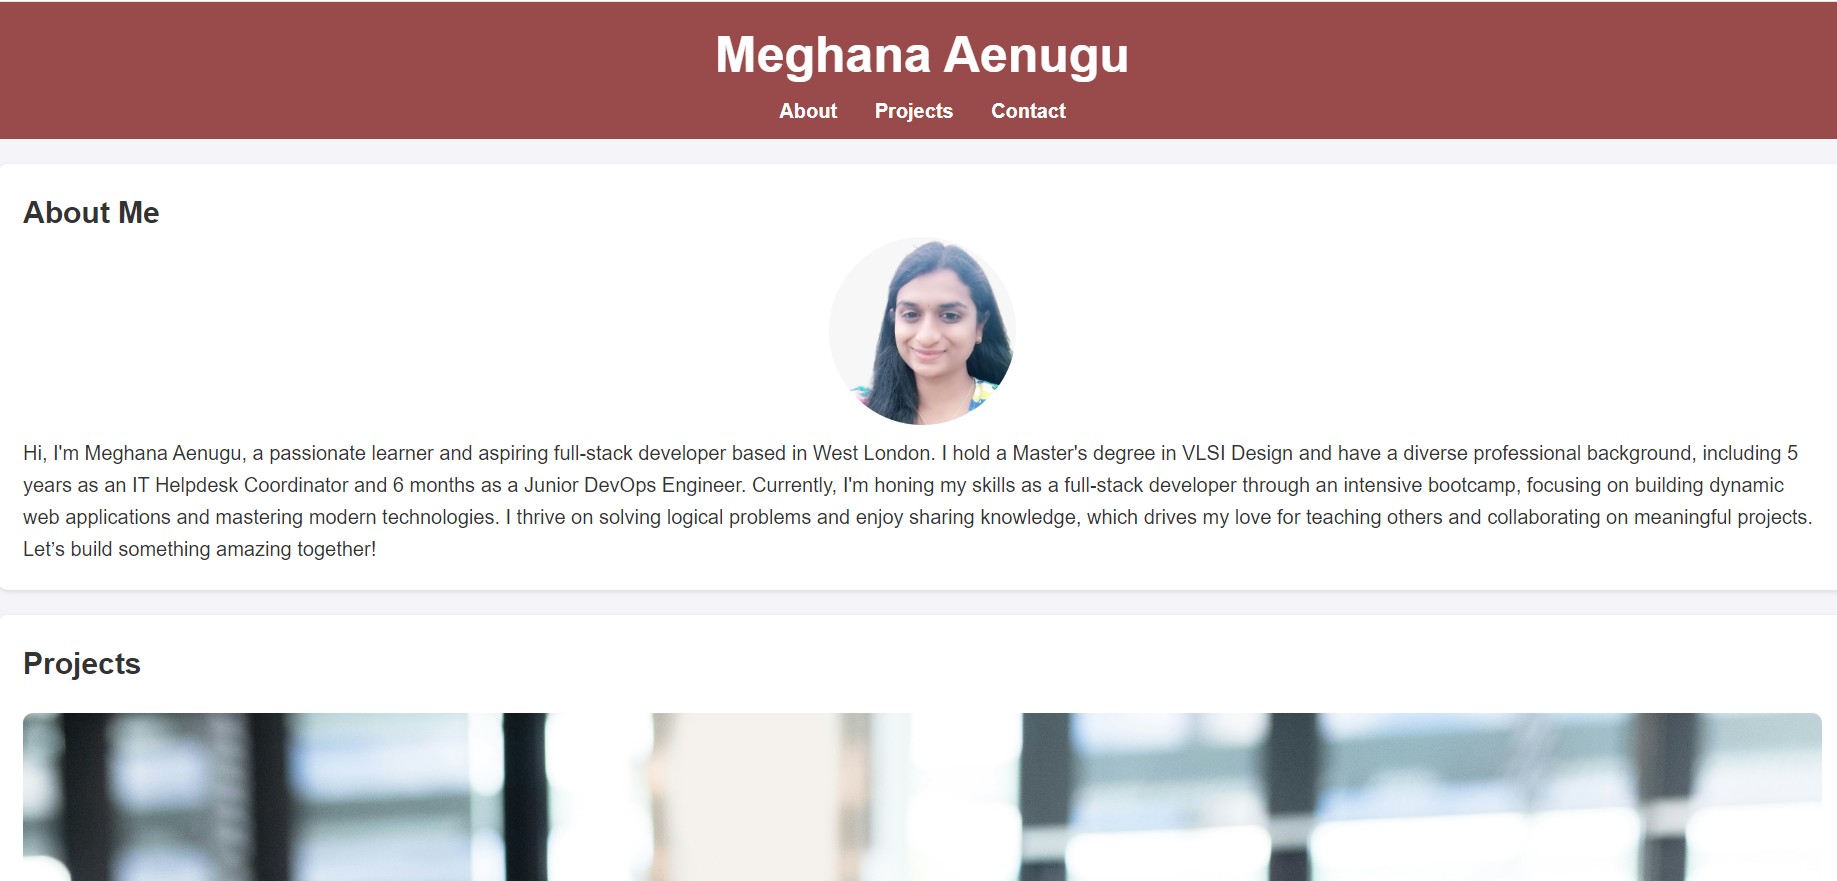 Meghana Aenugu
About Projects Contact
About Me
Hi, I'm Meghana Aenugu, a passionate learner and aspiring full-stack developer based in West London. I hold a Master's degree in VLSI Design and have a diverse professional background, including 5
years as an IT Helpdesk Coordinator and 6 months as a Junior DevOps Engineer. Currently, I'm honing my skills as a full-stack developer through an intensive bootcamp, focusing on building dynamic
web applications and mastering modern technologies. I thrive on solving logical problems and enjoy sharing knowledge, which drives my love for teaching others and collaborating on meaningful projects.
Let’s build something amazing together!
Projects